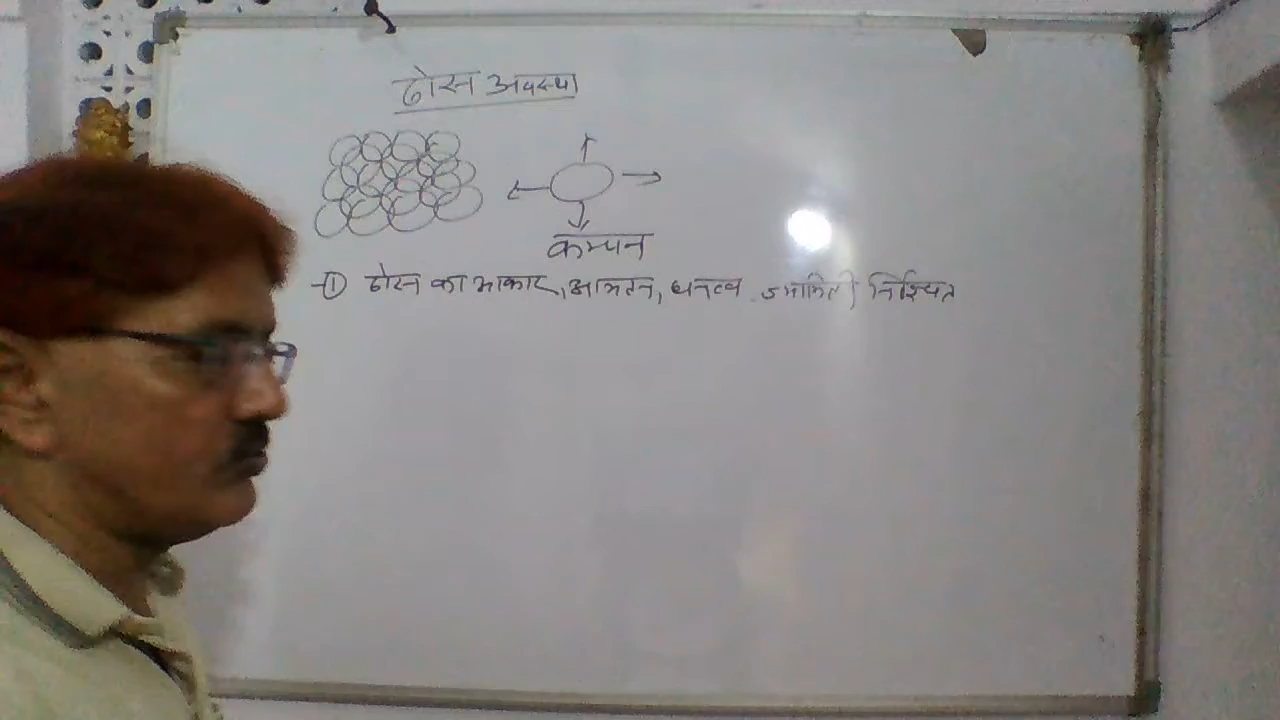 ठोस अवस्था
कम्पन
① ठोस का आकार, आयतन, घनत्व ज्यामिती निश्चित